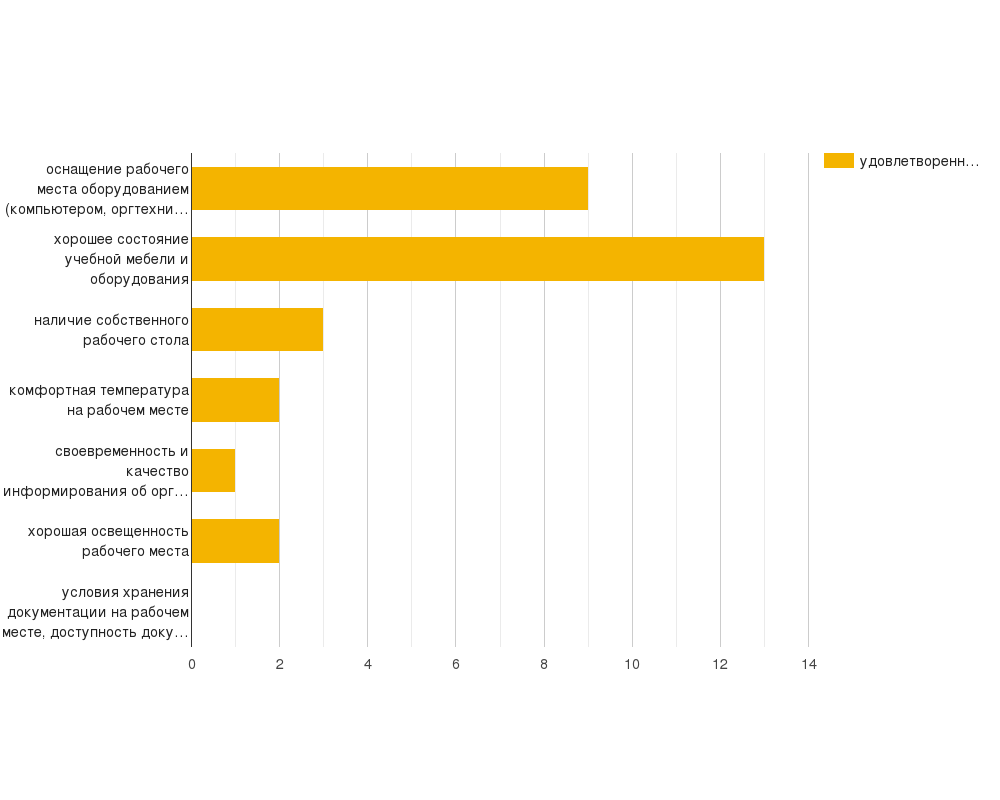 оснащение рабочего
места оборудованием
(компьютером, оргтехни…
хорошее состояние
учебной мебели и
оборудования
наличие собственного
рабочего стола
комфортная температура
на рабочем месте
своевременность и
качество
информирования об орг…
хорошая освещенность
рабочего места
условия хранения
документации на рабочем
месте, доступность доку…
0 2 4 6 8 10 12 14
удовлетворенн…